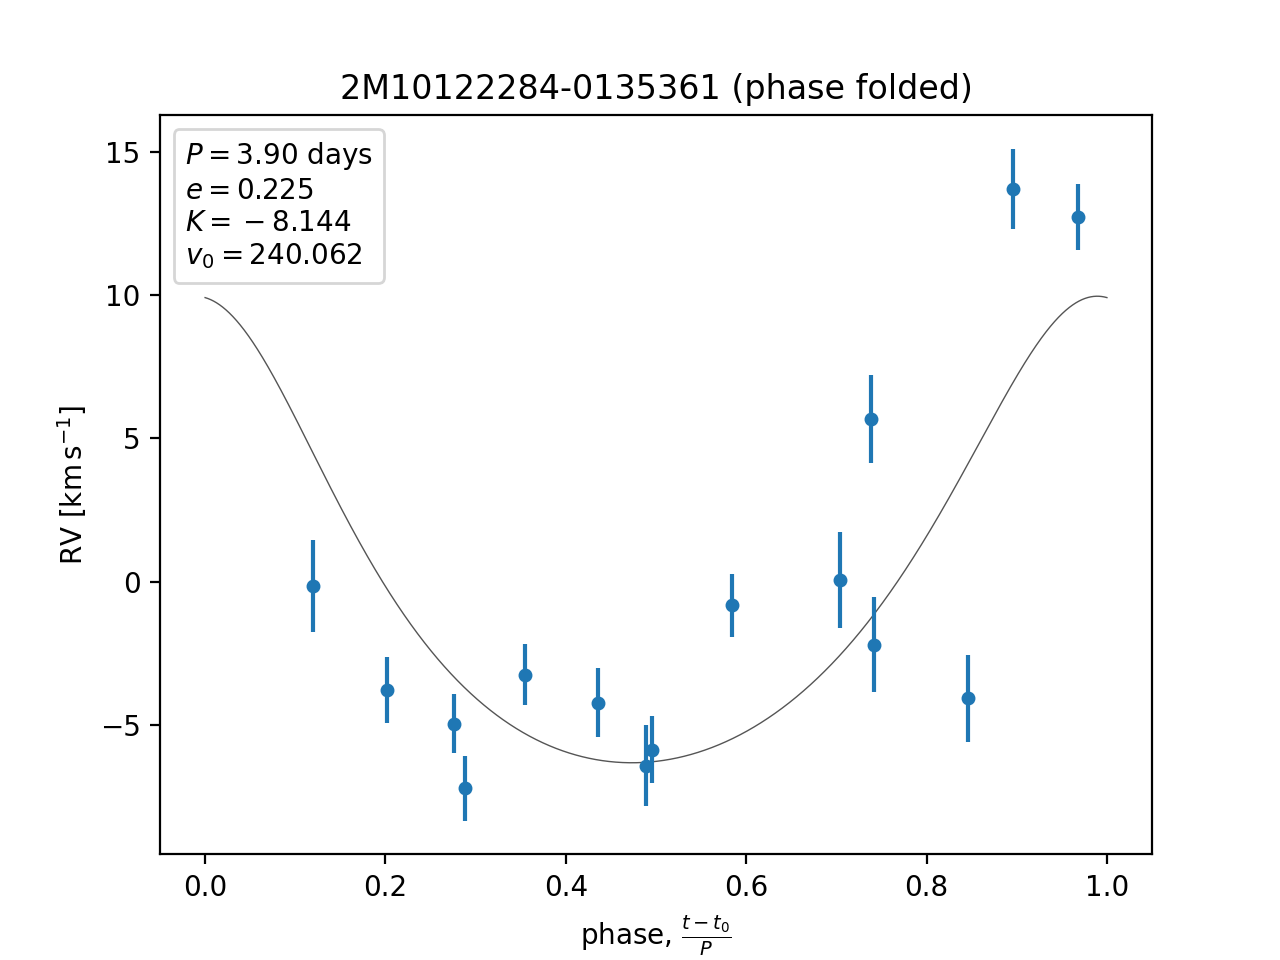 2M10122284-0135361 (phase folded)
P = 3.90 days
e = 0.225
K = −8.144
v₀ = 240.062
15
10
5
0
−5
RV [km s⁻¹]
0.0 0.2 0.4 0.6 0.8 1.0
phase, (t − t₀)/P